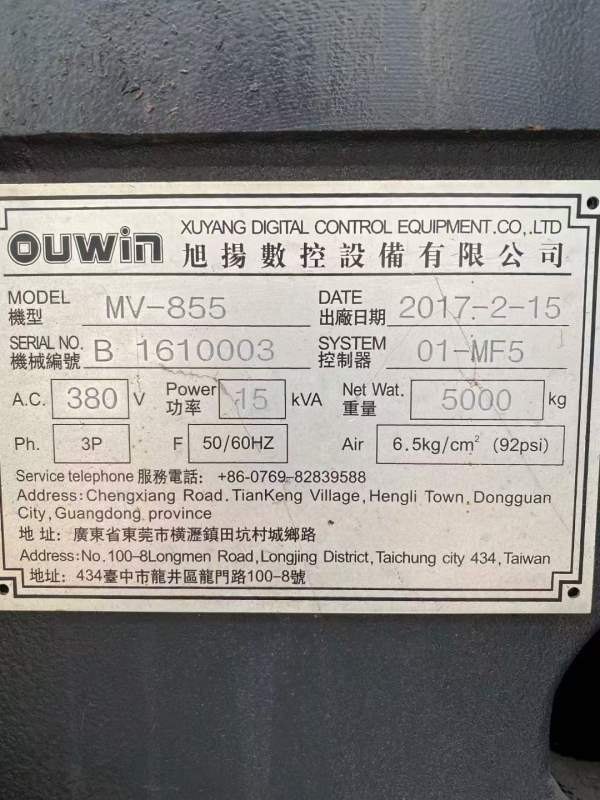 ouwin XUYANG DIGITAL CONTROL EQUIPMENT.CO,.LTD
旭揚數控設備有限公司
MODEL 機型 MV-855 DATE 出廠日期 2017-2-15
SERIAL NO. 機械編號 B 1610003 SYSTEM 控制器 01-MF5
A.C. 380 V Power 功率 15 kVA Net Wat. 重量 5000 kg
Ph. 3P F 50/60HZ Air 6.5kg/cm² (92psi)
Service telephone 服務電話: +86-0769-82839588
Address: Chengxiang Road. TianKeng Village, Hengli Town, Dongguan
City, Guangdong province
地 址: 廣東省東莞市橫瀝鎮田坑村城鄉路
Address: No. 100-8Longmen Road, Longjing District, Taichung city 434, Taiwan
地址: 434臺中市龍井區龍門路100-8號